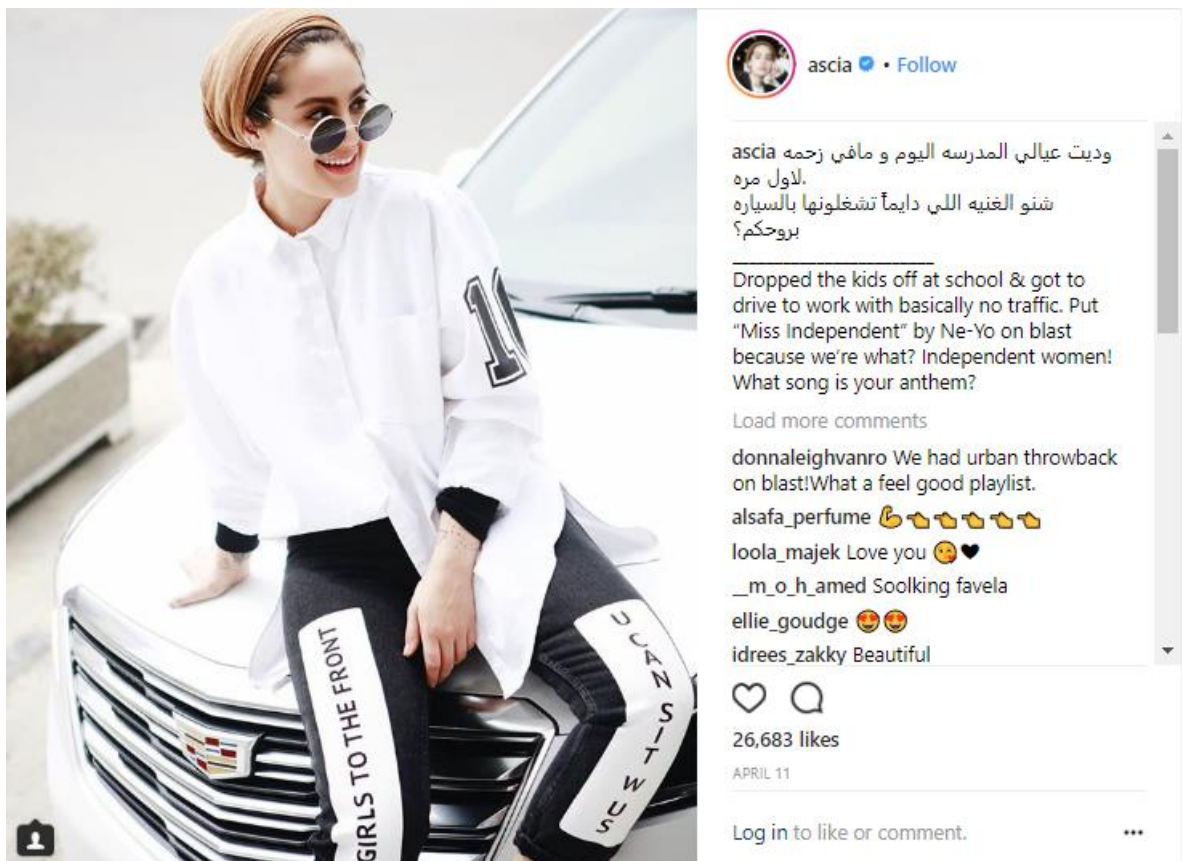 10
GIRLS TO THE FRONT
U CAN SIT W US
ascia • Follow
ascia وديت عيالي المدرسه اليوم و مافي زحمه
لاول مره.
شنو الغنيه اللي دايماً تشغلونها بالسياره
بروحكم؟
______________________
Dropped the kids off at school & got to
drive to work with basically no traffic. Put
“Miss Independent” by Ne-Yo on blast
because we’re what? Independent women!
What song is your anthem?
Load more comments
donnaleighvanro We had urban throwback
on blast!What a feel good playlist.
alsafa_perfume 💪👈👈👈👈👈
loola_majek Love you 😘🖤
__m_o_h_amed Soolking favela
ellie_goudge 😍😍
idrees_zakky Beautiful
26,683 likes
APRIL 11
Log in to like or comment.